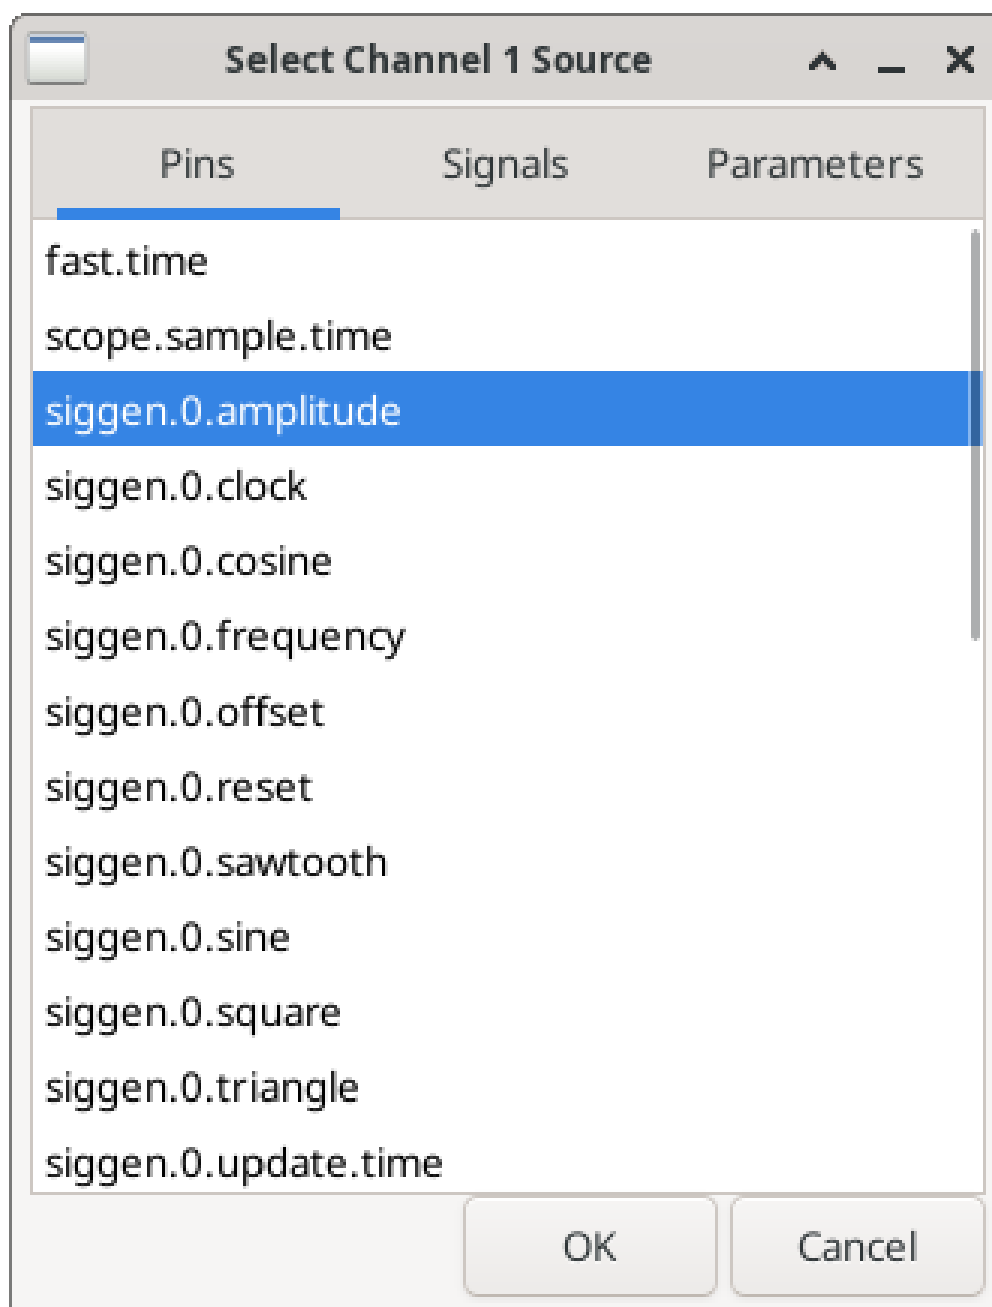 Select Channel 1 Source
Pins Signals Parameters
fast.time
scope.sample.time
siggen.0.amplitude
siggen.0.clock
siggen.0.cosine
siggen.0.frequency
siggen.0.offset
siggen.0.reset
siggen.0.sawtooth
siggen.0.sine
siggen.0.square
siggen.0.triangle
siggen.0.update.time
OK Cancel